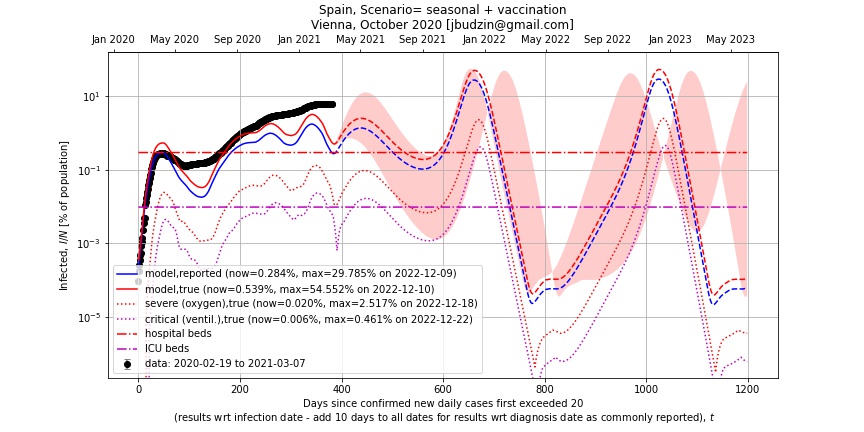 Spain, Scenario= seasonal + vaccination
Vienna, October 2020 [jbudzin@gmail.com]
Jan 2020 May 2020 Sep 2020 Jan 2021 May 2021 Sep 2021 Jan 2022 May 2022 Sep 2022 Jan 2023 May 2023
Infected, I/N [% of population]
10¹
10⁻¹
10⁻³
10⁻⁵
model,reported (now=0.284%, max=29.785% on 2022-12-09)
model,true (now=0.539%, max=54.552% on 2022-12-10)
severe (oxygen),true (now=0.020%, max=2.517% on 2022-12-18)
critical (ventil.),true (now=0.006%, max=0.461% on 2022-12-22)
hospital beds
ICU beds
data: 2020-02-19 to 2021-03-07
0 200 400 600 800 1000 1200
Days since confirmed new daily cases first exceeded 20
(results wrt infection date - add 10 days to all dates for results wrt diagnosis date as commonly reported), t